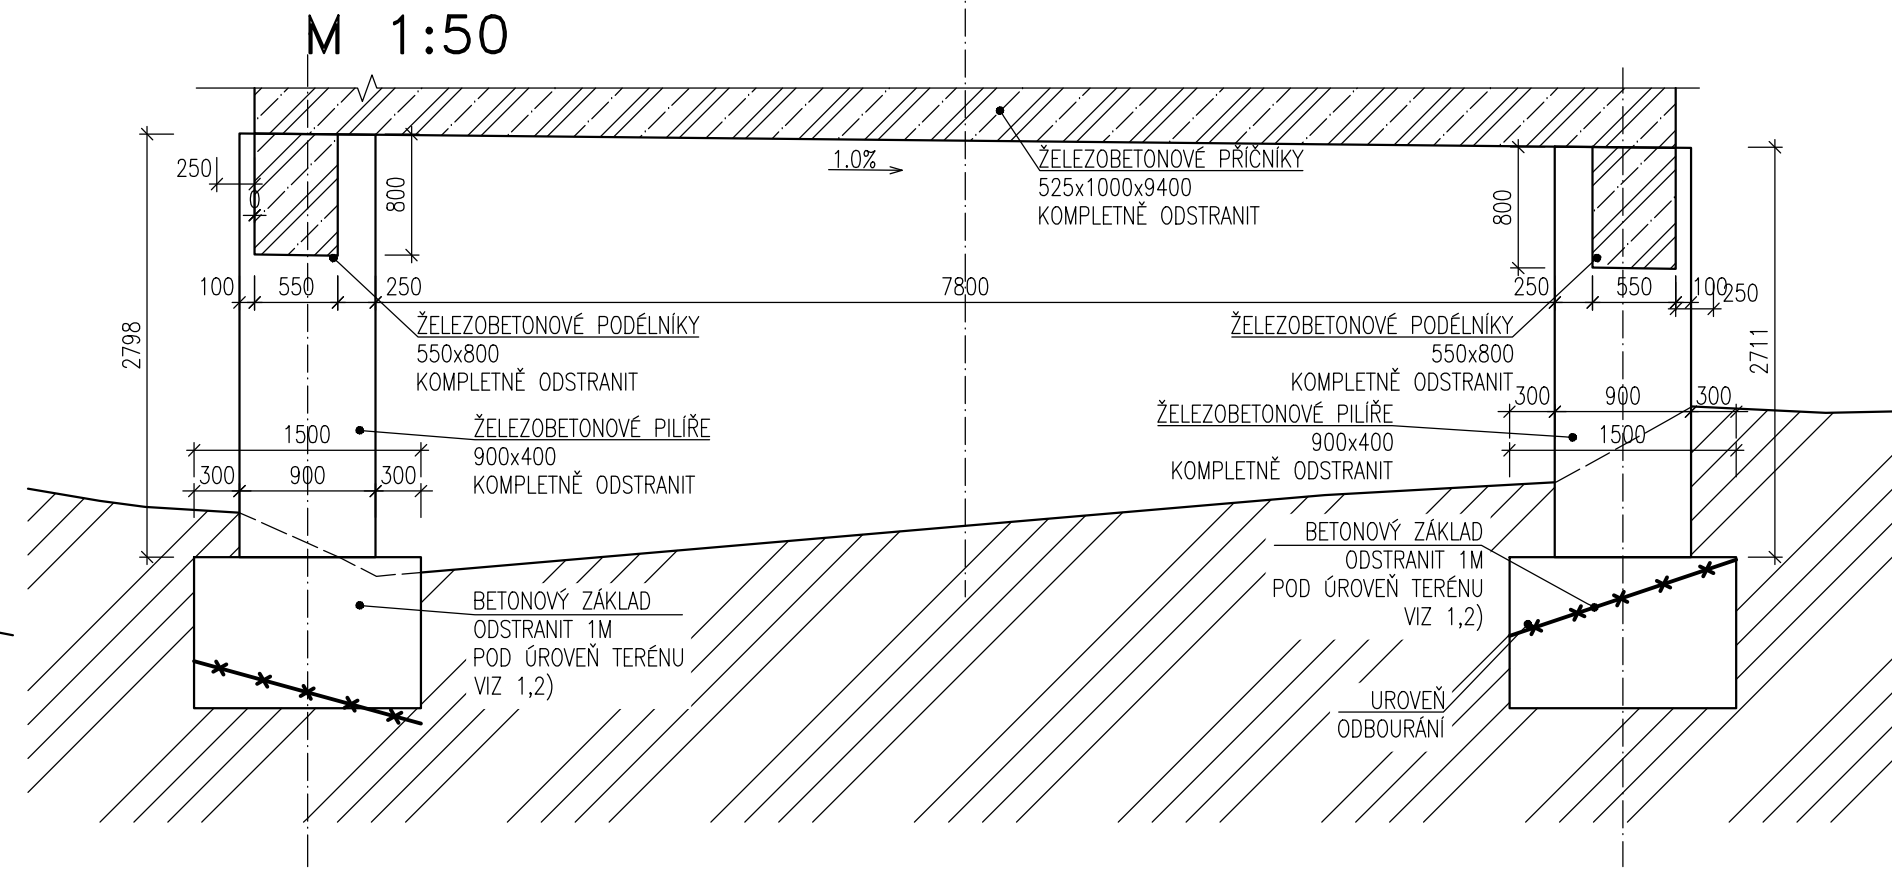 M 1:50
1.0%
ŽELEZOBETONOVÉ PŘÍČNÍKY
525x1000x9400
KOMPLETNĚ ODSTRANIT
250
0
800
800
100
550
250
7800
250
550
100
250
2798
2711
ŽELEZOBETONOVÉ PODÉLNÍKY
550x800
KOMPLETNĚ ODSTRANIT
ŽELEZOBETONOVÉ PODÉLNÍKY
550x800
KOMPLETNĚ ODSTRANIT
ŽELEZOBETONOVÉ PILÍŘE
900x400
KOMPLETNĚ ODSTRANIT
ŽELEZOBETONOVÉ PILÍŘE
900x400
KOMPLETNĚ ODSTRANIT
1500
300
900
300
300
900
300
1500
BETONOVÝ ZÁKLAD
ODSTRANIT 1M
POD ÚROVEŇ TERÉNU
VIZ 1,2)
BETONOVÝ ZÁKLAD
ODSTRANIT 1M
POD ÚROVEŇ TERÉNU
VIZ 1,2)
UROVEŇ
ODBOURÁNÍ